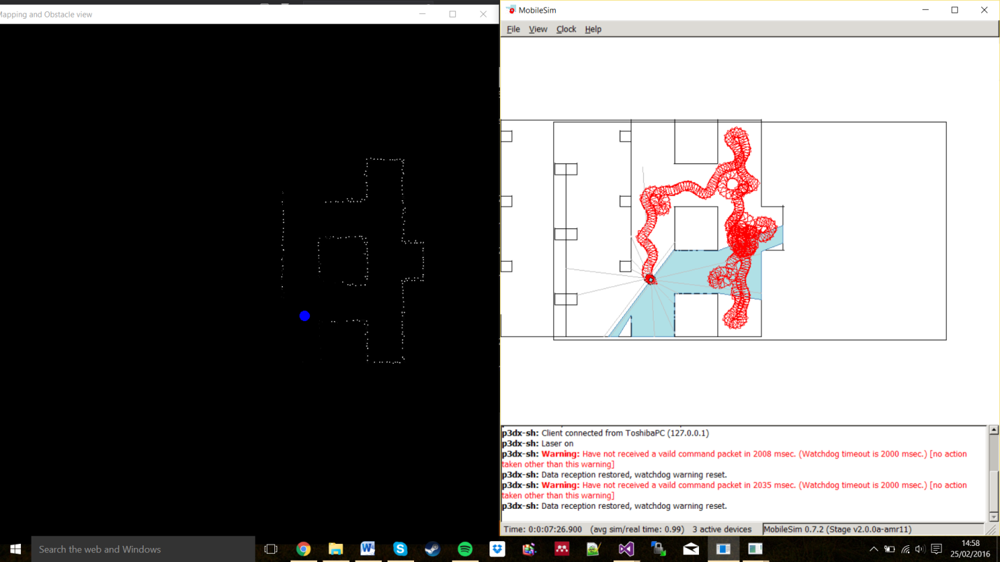 Mapping and Obstacle view
MobileSim
File View Clock Help
p3dx-sh: Client connected from ToshibaPC (127.0.0.1)
p3dx-sh: Laser on
p3dx-sh: Warning: Have not received a vaild command packet in 2008 msec. (Watchdog timeout is 2000 msec.) [no action
taken other than this warning]
p3dx-sh: Data reception restored, watchdog warning reset.
p3dx-sh: Warning: Have not received a vaild command packet in 2035 msec. (Watchdog timeout is 2000 msec.) [no action
taken other than this warning]
p3dx-sh: Data reception restored, watchdog warning reset.
Time: 0:0:07:26.900 (avg sim/real time: 0.99) 3 active devices MobileSim 0.7.2 (Stage v2.0.0a-amr11)
Search the web and Windows
14:58
25/02/2016